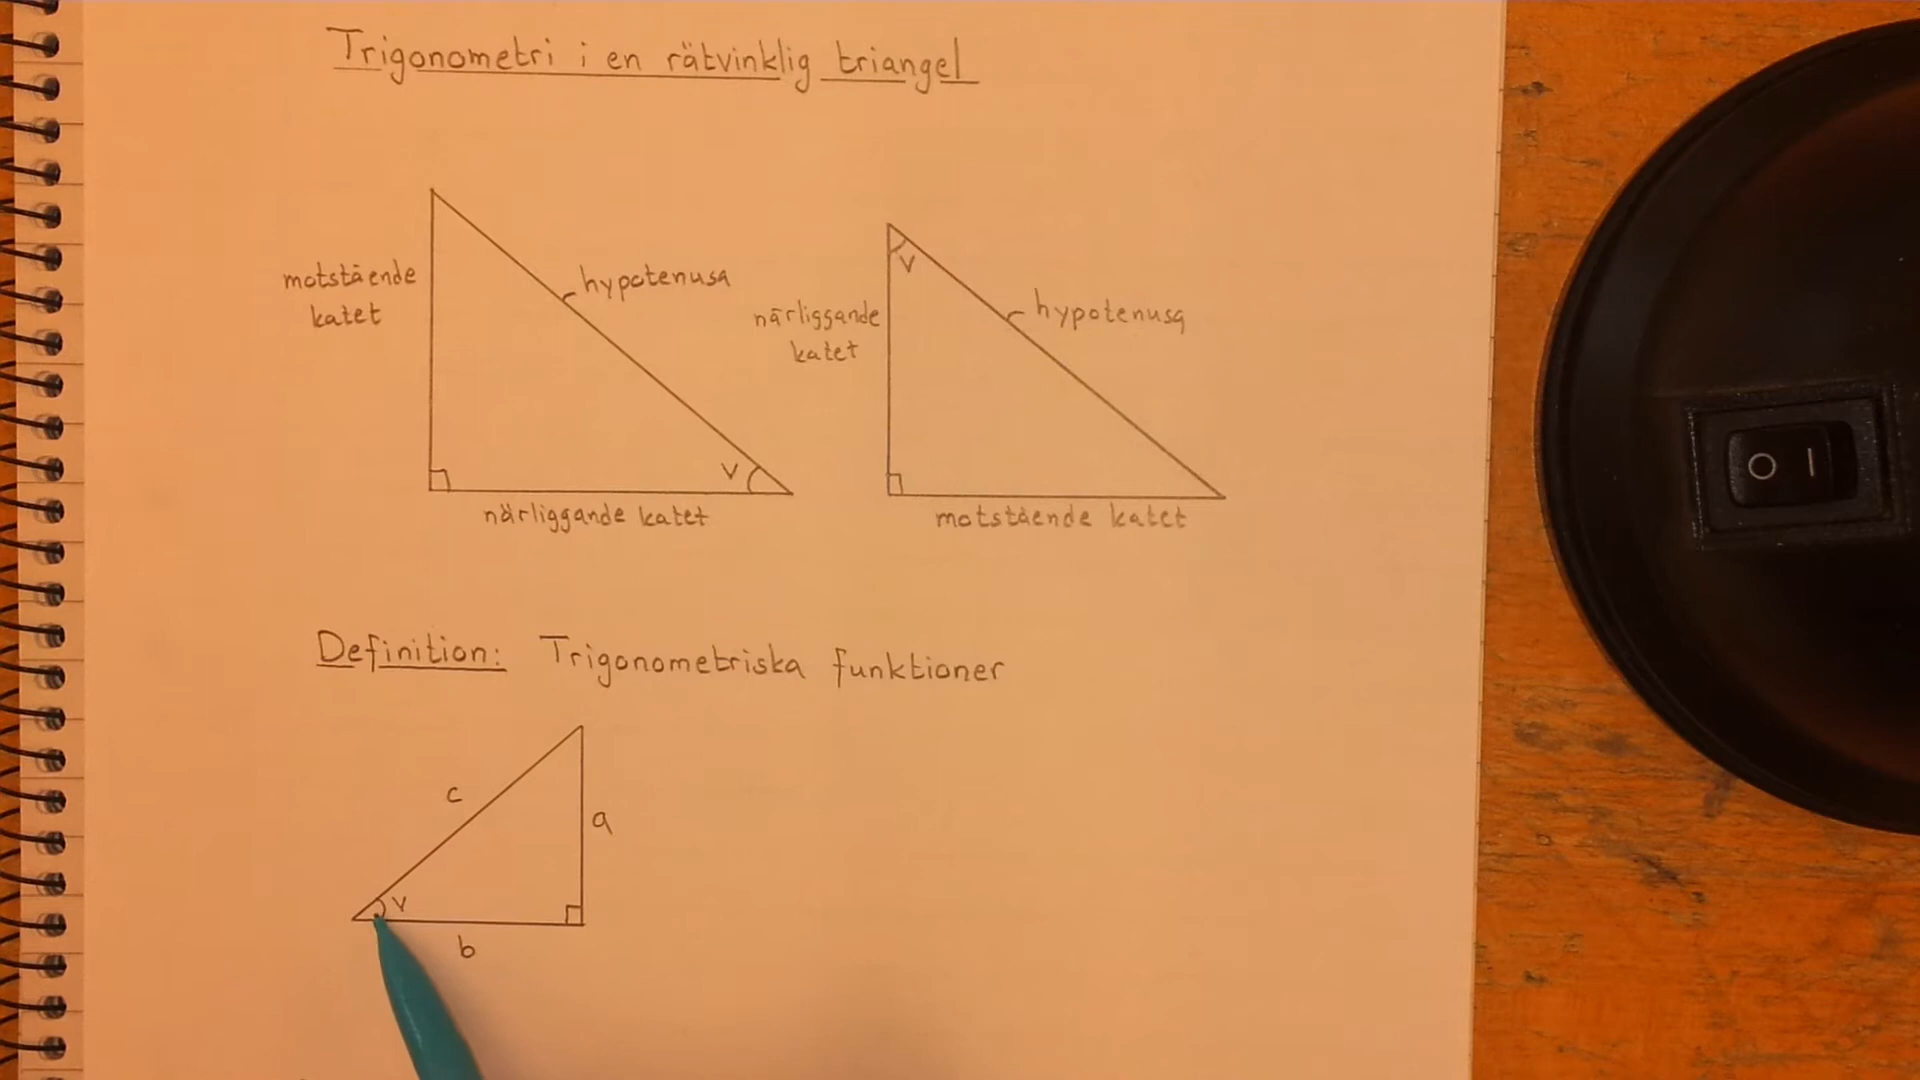 Trigonometri i en rätvinklig triangel
motstående
katet
hypotenusa
v
närliggande katet
v
närliggande
katet
hypotenusa
motstående katet
Definition: Trigonometriska funktioner
c
a
v
b
O I